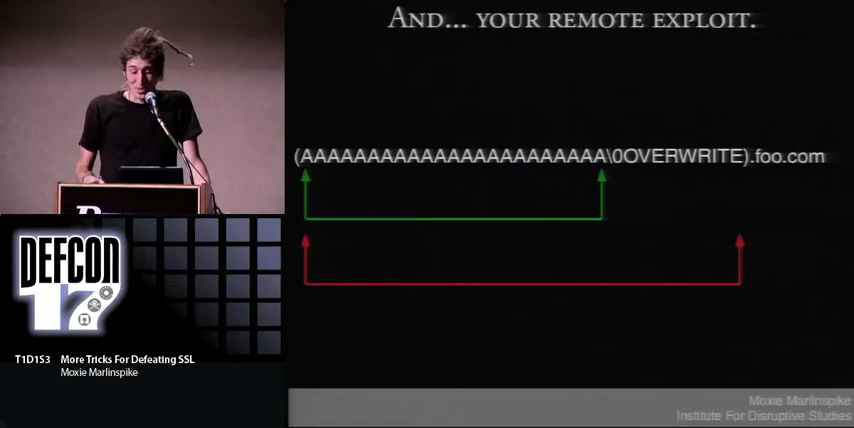 AND... YOUR REMOTE EXPLOIT.
(AAAAAAAAAAAAAAAAAAAAAAAA\0OVERWRITE).foo.com
DEFCON
17
T1D1S3 More Tricks For Defeating SSL
Moxie Marlinspike
Moxie Marlinspike
Institute For Disruptive Studies